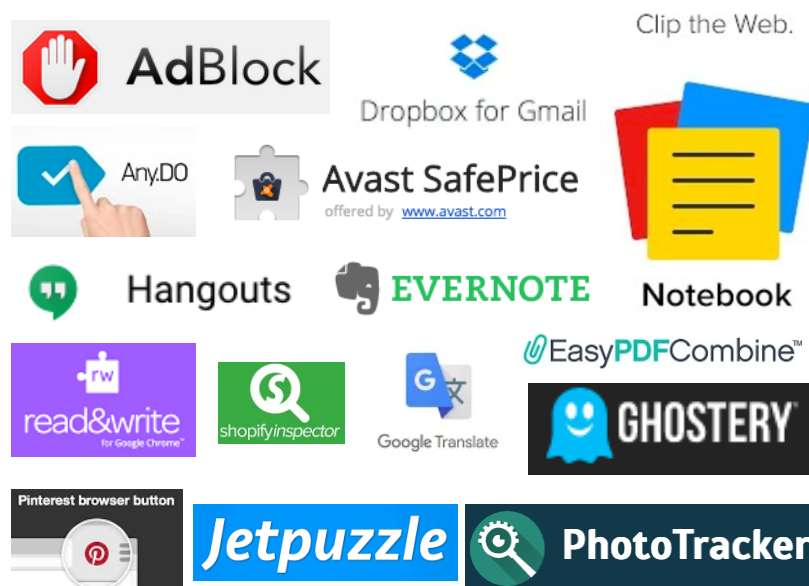 Clip the Web.
AdBlock
Dropbox for Gmail
Any.DO
Avast SafePrice
offered by www.avast.com
Hangouts
EVERNOTE
Notebook
rw
read&write
for Google Chrome™
S
shopifyinspector
G 文
Google Translate
EasyPDFCombine™
GHOSTERY
Pinterest browser button
Jetpuzzle
PhotoTracker